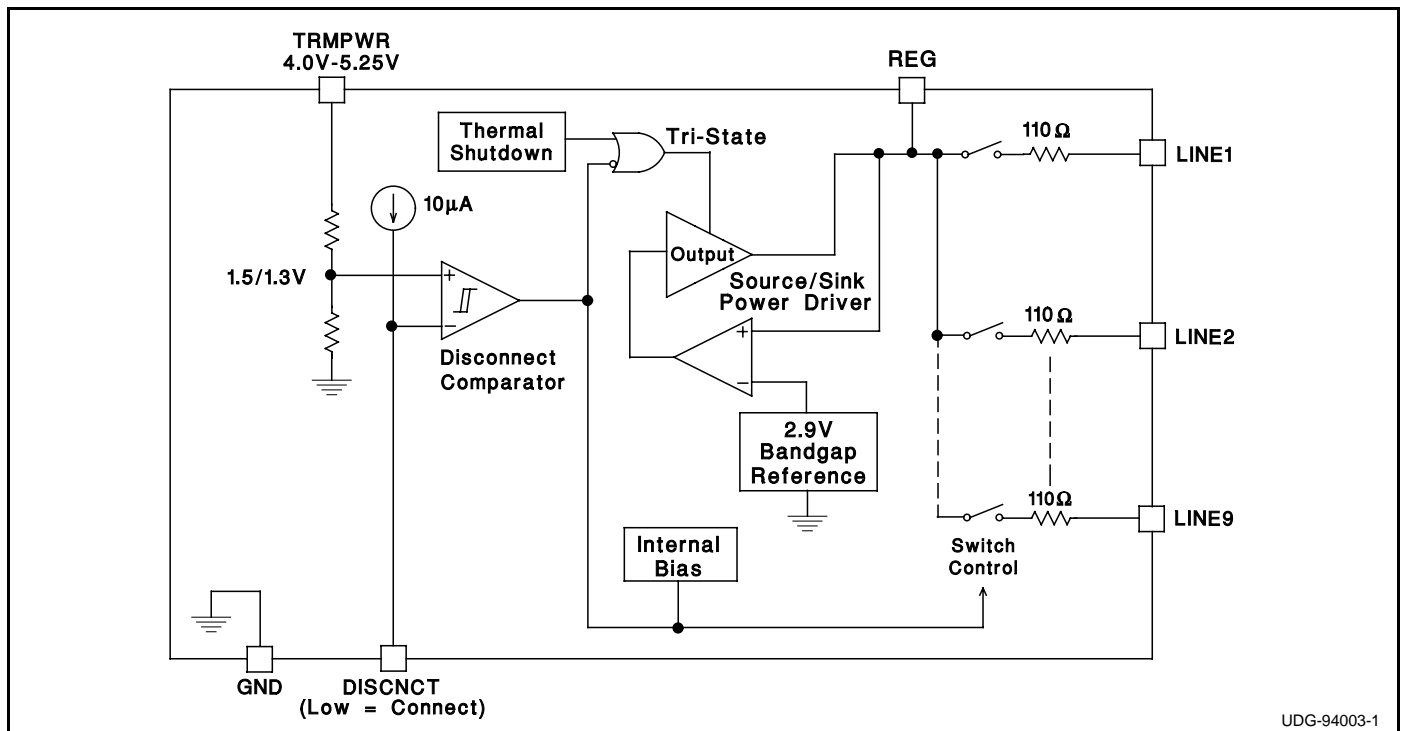 TRMPWR
4.0V-5.25V
REG
Thermal
Shutdown
Tri-State
110Ω
LINE1
10µA
1.5/1.3V
+
−
Disconnect
Comparator
Output
Source/Sink
Power Driver
+
−
2.9V
Bandgap
Reference
110Ω
LINE2
110Ω
LINE9
Switch
Control
Internal
Bias
GND
DISCNCT
(Low = Connect)
UDG-94003-1